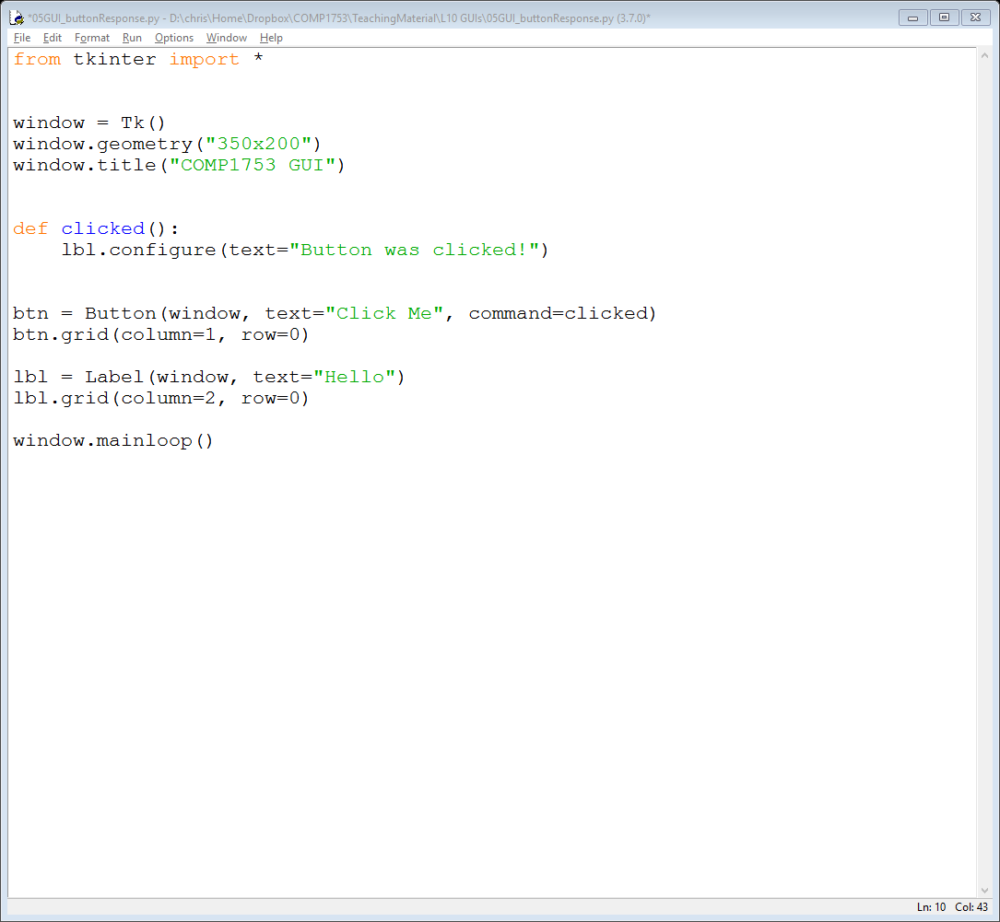 *05GUI_buttonResponse.py - D:\chris\Home\Dropbox\COMP1753\TeachingMaterial\L10 GUIs\05GUI_buttonResponse.py (3.7.0)*
File Edit Format Run Options Window Help
from tkinter import *
window = Tk()
window.geometry("350x200")
window.title("COMP1753 GUI")
def clicked():
    lbl.configure(text="Button was clicked!")
btn = Button(window, text="Click Me", command=clicked)
btn.grid(column=1, row=0)
lbl = Label(window, text="Hello")
lbl.grid(column=2, row=0)
window.mainloop()
Ln: 10 Col: 43